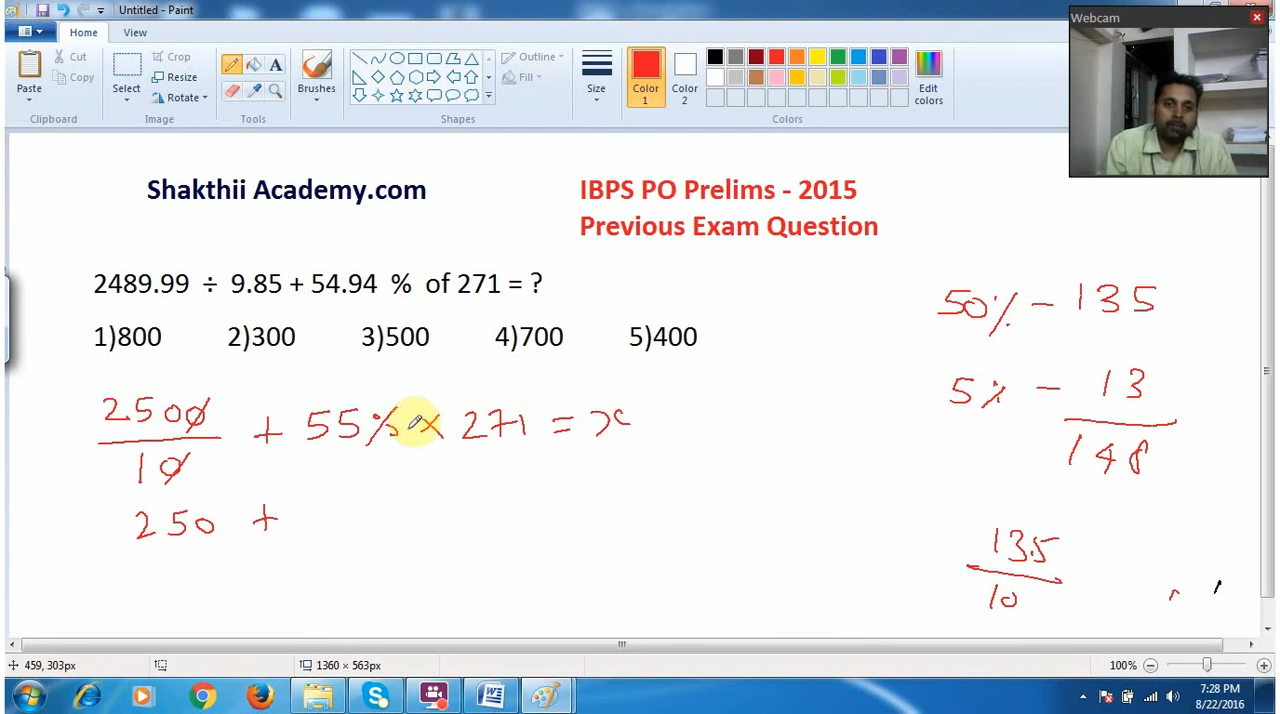 Untitled - Paint
Webcam
Home View
Cut
Copy
Paste
Clipboard
Select
Crop
Resize
Rotate
Image
Tools
Brushes
Outline
Fill
Shapes
Size
Color 1
Color 2
Edit colors
Colors
Shakthii Academy.com
IBPS PO Prelims - 2015
Previous Exam Question
2489.99 ÷ 9.85 + 54.94 % of 271 = ?
1)800 2)300 3)500 4)700 5)400
2500
10
+ 55% × 271 = x
250 +
50% - 135
5% - 13
148
13.5
10
459, 303px
1360 × 563px
100%
7:28 PM
8/22/2016